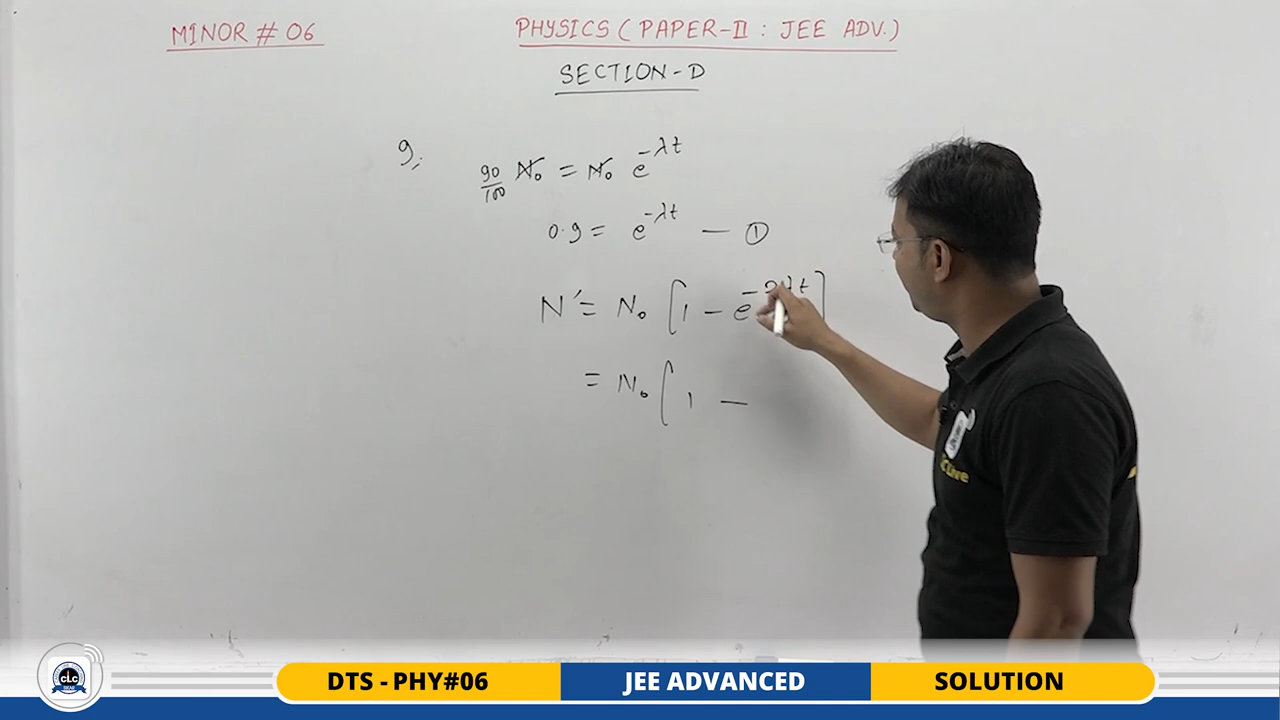 MINOR # 06
PHYSICS ( PAPER-II : JEE ADV.)
SECTION-D
9.
90/100 N₀ = N₀ e^-λt
0.9 = e^-λt — ①
N' = N₀ [1 - e^-2λt]
= N₀ [1 -
CLC
DTS - PHY#06
JEE ADVANCED
SOLUTION